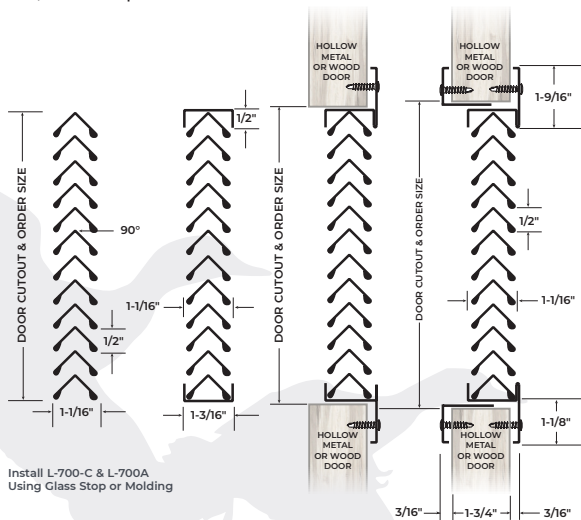 HOLLOW
METAL
OR WOOD
DOOR
HOLLOW
METAL
OR WOOD
DOOR
1-9/16"
1/2"
DOOR CUTOUT & ORDER SIZE
DOOR CUTOUT & ORDER SIZE
DOOR CUTOUT & ORDER SIZE
90°
1/2"
1-1/16"
1-1/16"
1/2"
1-1/16"
1-3/16"
1-1/8"
HOLLOW
METAL
OR WOOD
DOOR
HOLLOW
METAL
OR WOOD
DOOR
Install L-700-C & L-700A
Using Glass Stop or Molding
3/16"
1-3/4"
3/16"